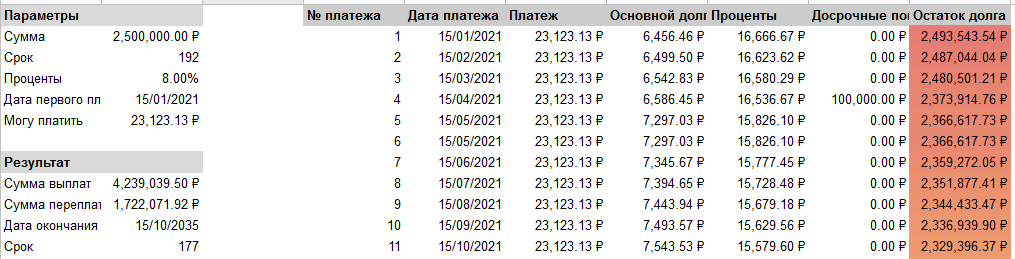 Параметры № платежа Дата платежа Платеж Основной долг Проценты Досрочные по Остаток долга
Сумма 2,500,000.00 ₽ 1 15/01/2021 23,123.13 ₽ 6,456.46 ₽ 16,666.67 ₽ 0.00 ₽ 2,493,543.54 ₽
Срок 192 2 15/02/2021 23,123.13 ₽ 6,499.50 ₽ 16,623.62 ₽ 0.00 ₽ 2,487,044.04 ₽
Проценты 8.00% 3 15/03/2021 23,123.13 ₽ 6,542.83 ₽ 16,580.29 ₽ 0.00 ₽ 2,480,501.21 ₽
Дата первого пл 15/01/2021 4 15/04/2021 23,123.13 ₽ 6,586.45 ₽ 16,536.67 ₽ 100,000.00 ₽ 2,373,914.76 ₽
Могу платить 23,123.13 ₽ 5 15/05/2021 23,123.13 ₽ 7,297.03 ₽ 15,826.10 ₽ 0.00 ₽ 2,366,617.73 ₽
6 15/05/2021 23,123.13 ₽ 7,297.03 ₽ 15,826.10 ₽ 0.00 ₽ 2,366,617.73 ₽
Результат 7 15/06/2021 23,123.13 ₽ 7,345.67 ₽ 15,777.45 ₽ 0.00 ₽ 2,359,272.05 ₽
Сумма выплат 4,239,039.50 ₽ 8 15/07/2021 23,123.13 ₽ 7,394.65 ₽ 15,728.48 ₽ 0.00 ₽ 2,351,877.41 ₽
Сумма переплат 1,722,071.92 ₽ 9 15/08/2021 23,123.13 ₽ 7,443.94 ₽ 15,679.18 ₽ 0.00 ₽ 2,344,433.47 ₽
Дата окончания 15/10/2035 10 15/09/2021 23,123.13 ₽ 7,493.57 ₽ 15,629.56 ₽ 0.00 ₽ 2,336,939.90 ₽
Срок 177 11 15/10/2021 23,123.13 ₽ 7,543.53 ₽ 15,579.60 ₽ 0.00 ₽ 2,329,396.37 ₽